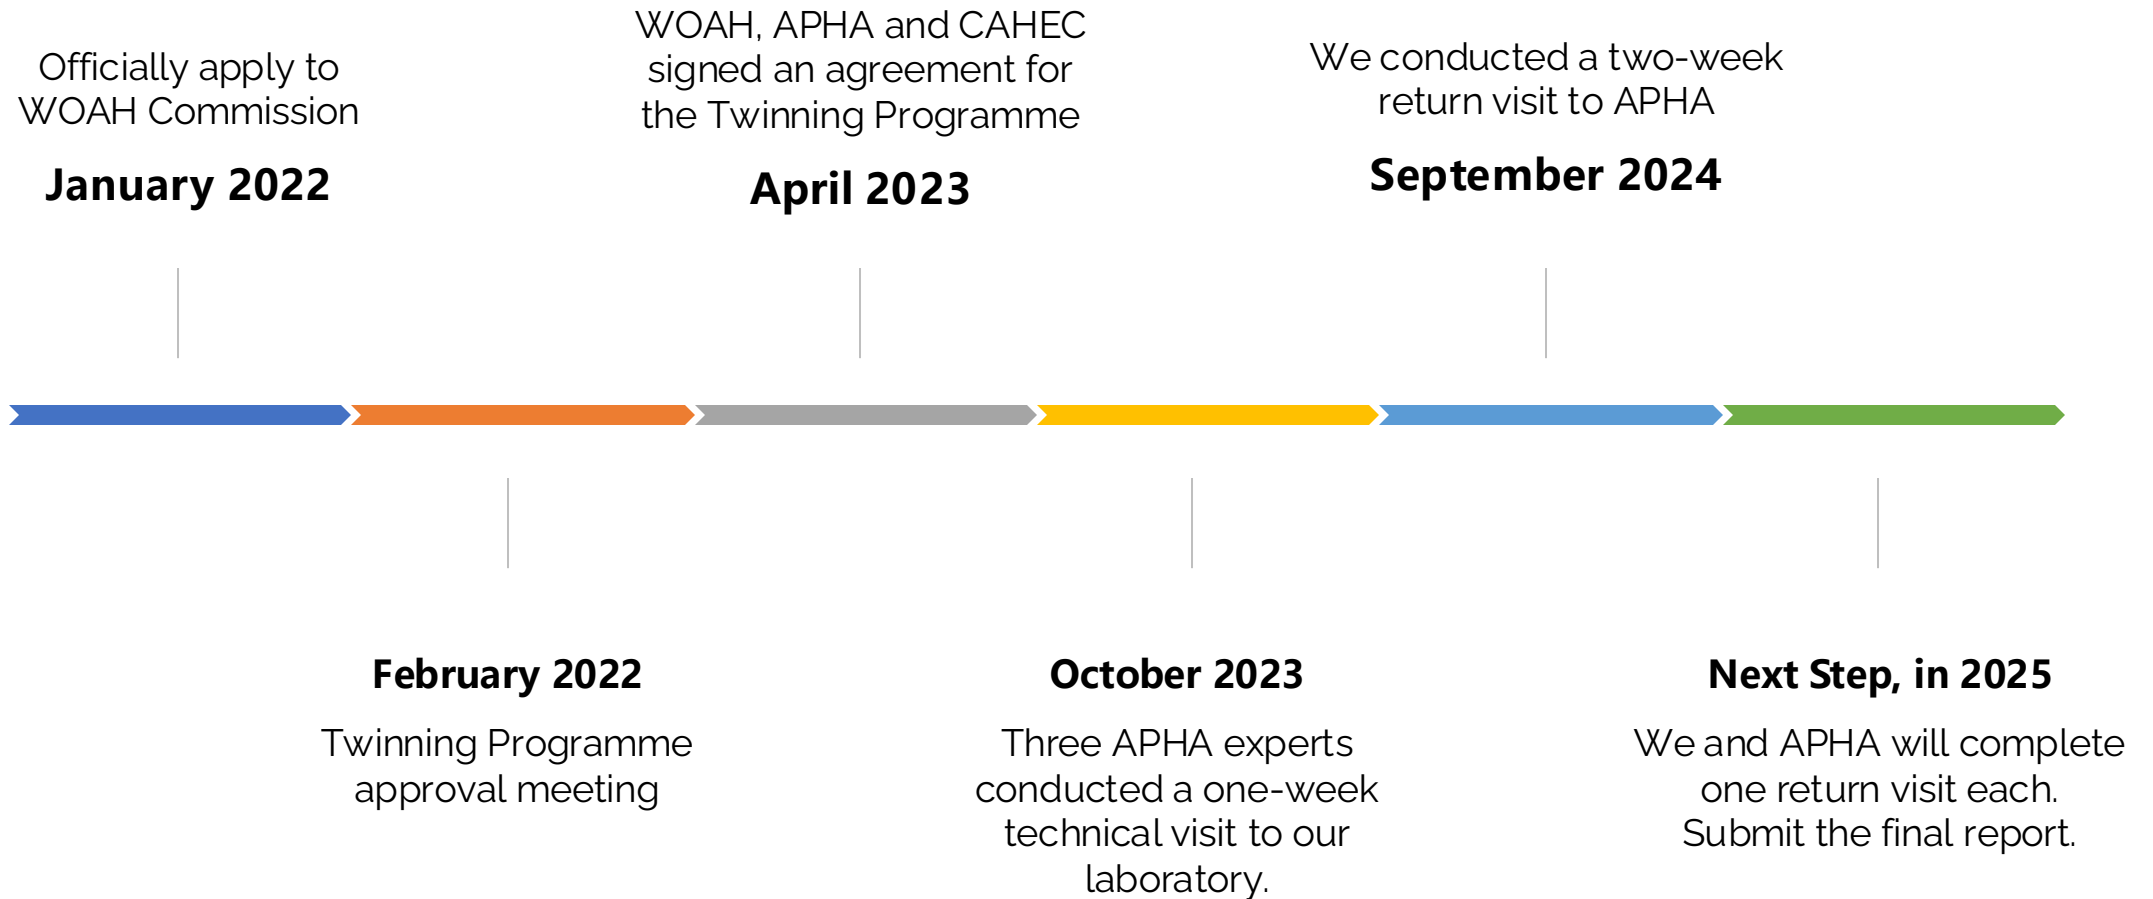 Officially apply to
WOAH Commission
January 2022
WOAH, APHA and CAHEC
signed an agreement for
the Twinning Programme
April 2023
We conducted a two-week
return visit to APHA
September 2024
February 2022
Twinning Programme
approval meeting
October 2023
Three APHA experts
conducted a one-week
technical visit to our
laboratory.
Next Step, in 2025
We and APHA will complete
one return visit each.
Submit the final report.